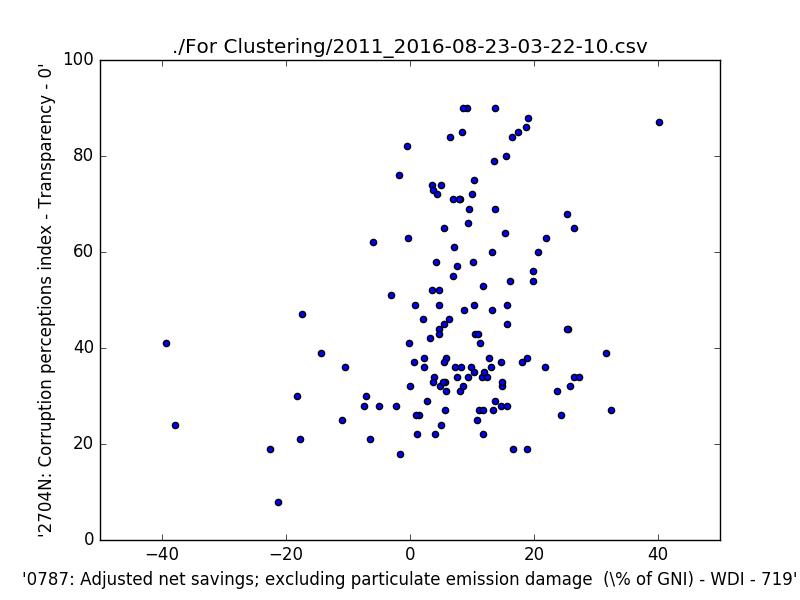 ./For Clustering/2011_2016-08-23-03-22-10.csv
'2704N: Corruption perceptions index - Transparency - 0'
100
80
60
40
20
0
−40 −20 0 20 40
'0787: Adjusted net savings; excluding particulate emission damage  (\% of GNI) - WDI - 719'